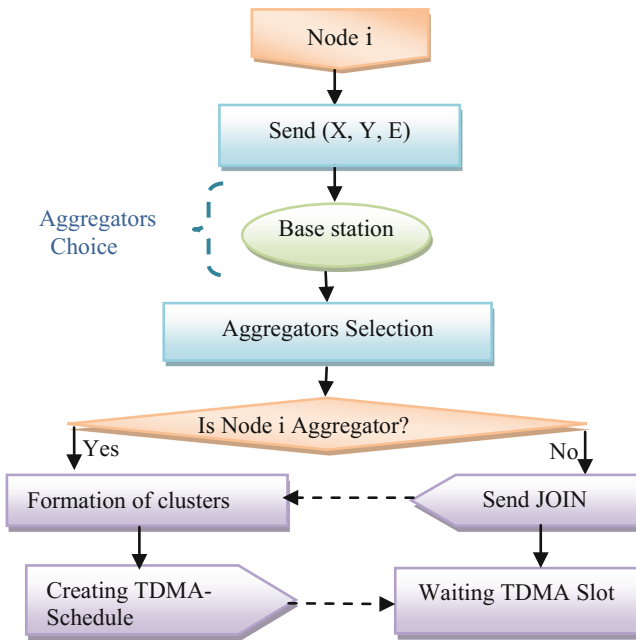 Node i
Send (X, Y, E)
Aggregators
Choice
Base station
Aggregators Selection
Is Node i Aggregator?
Yes
No
Formation of clusters
Send JOIN
Creating TDMA-
Schedule
Waiting TDMA Slot